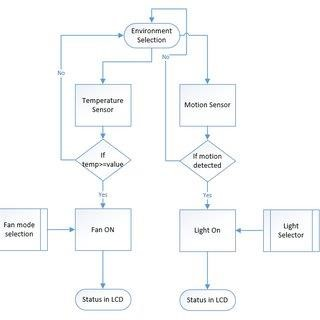 Environment
Selection
No
No
Temperature
Sensor
Motion Sensor
If
temp>=value
If motion
detected
Yes
Yes
Fan mode
selection
Fan ON
Light On
Light
Selector
Status in LCD
Status in LCD